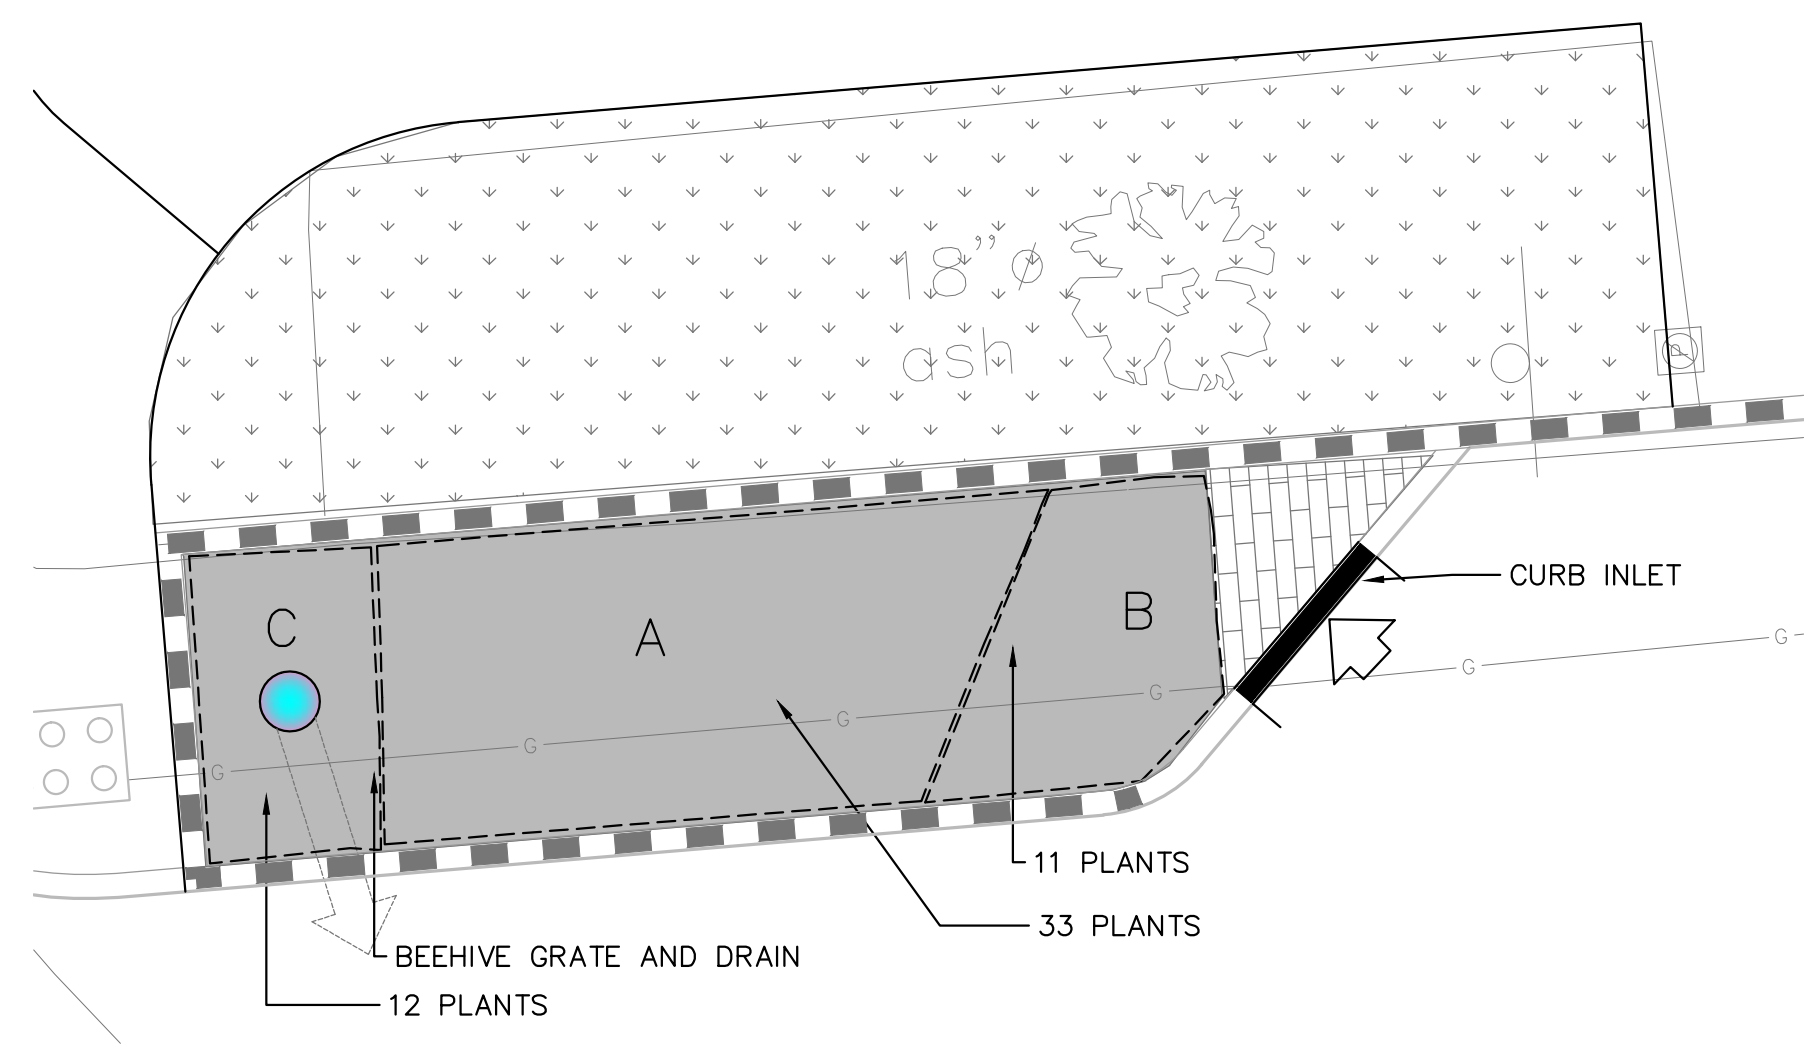 18"ø
ash
P
CURB INLET
C
A
B
G
G
G
G
G
G
11 PLANTS
33 PLANTS
BEEHIVE GRATE AND DRAIN
12 PLANTS